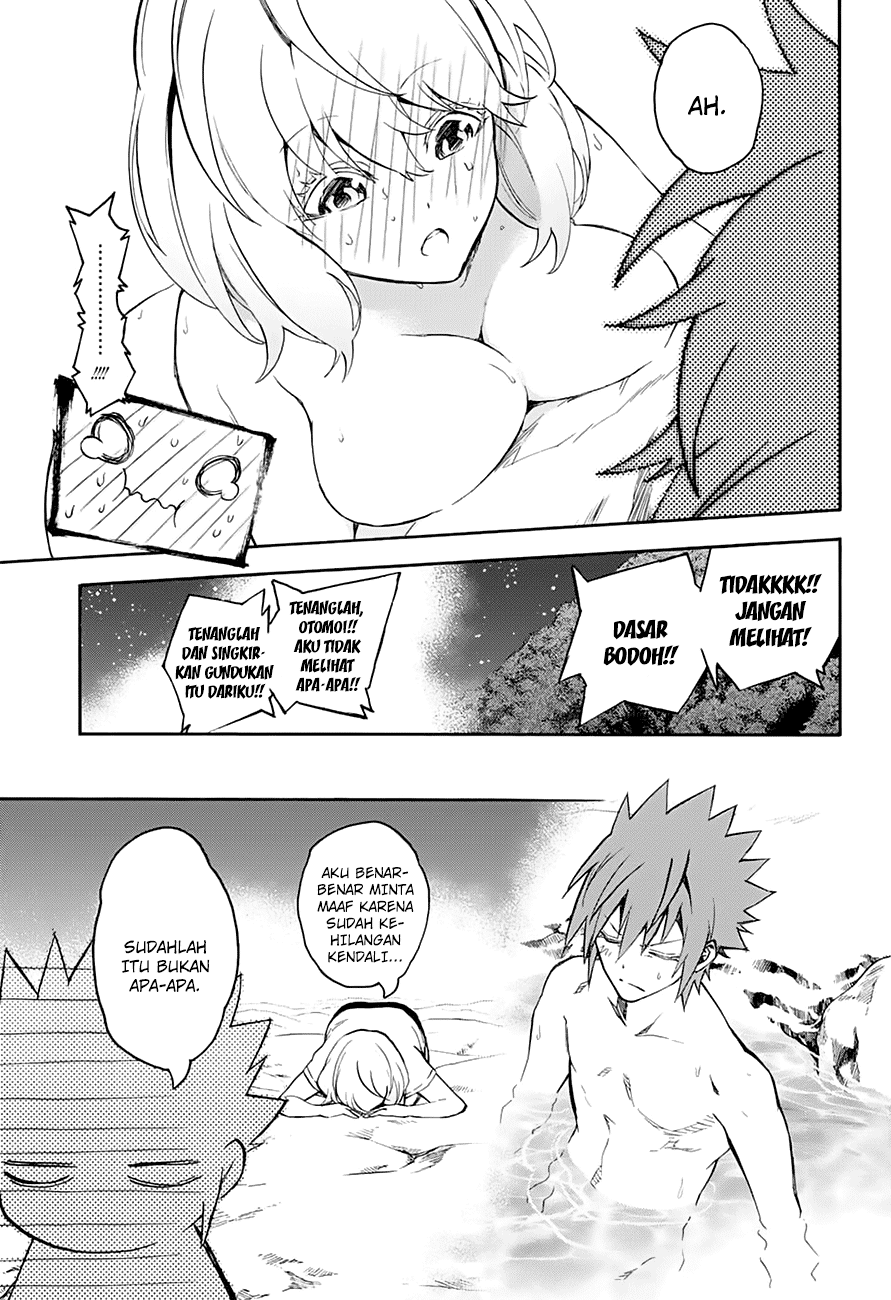 AH.
.........
!!!!!
TIDAKKKK!!
JANGAN
MELIHAT!
DASAR
BODOH!!
TENANGLAH,
OTOMO!!
AKU TIDAK
MELIHAT
APA-APA!!
TENANGLAH
DAN SINGKIR-
KAN GUNDUKAN
ITU DARIKU!!
AKU BENAR-
BENAR MINTA
MAAF KARENA
SUDAH KE-
HILANGAN
KENDALI...
SUDAHLAH
ITU BUKAN
APA-APA.